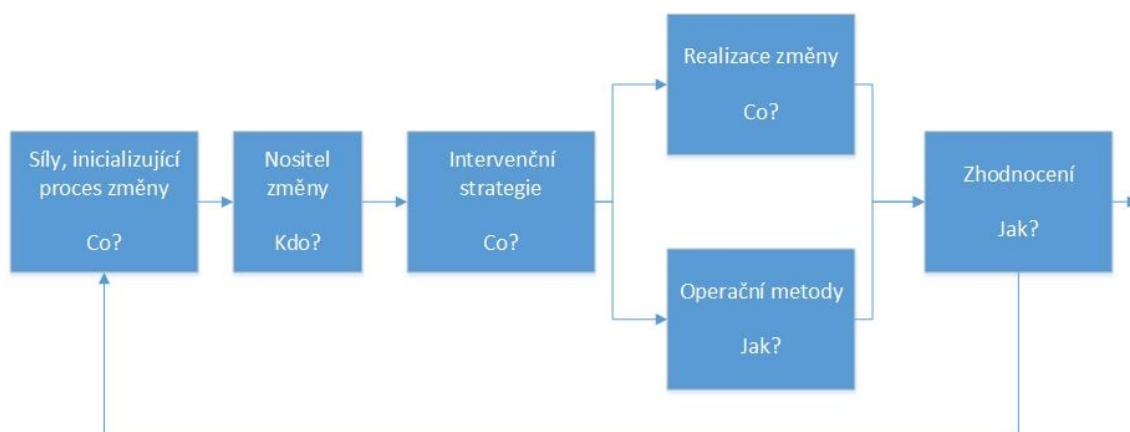 Síly, inicializující
proces změny
Co?
Nositel
změny
Kdo?
Intervenční
strategie
Co?
Realizace změny
Co?
Operační metody
Jak?
Zhodnocení
Jak?